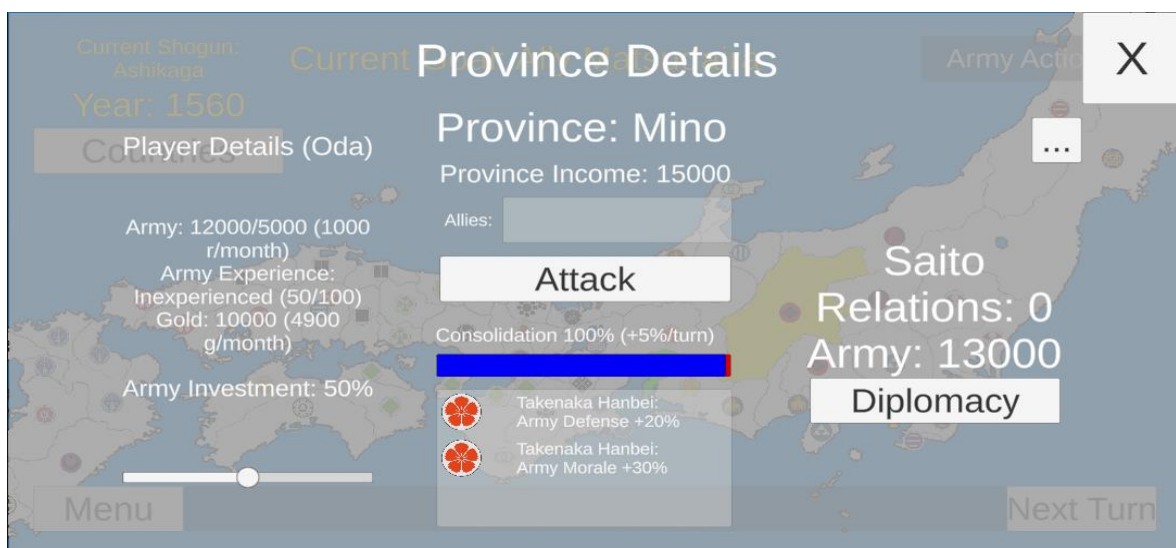 Current Shogun:
Ashikaga
Year: 1560
Countries
Current
Army Actio
X
Province Details
Province: Mino
Province Income: 15000
Allies:
Attack
Consolidation 100% (+5%/turn)
Takenaka Hanbei:
Army Defense +20%
Takenaka Hanbei:
Army Morale +30%
Player Details (Oda)
Army: 12000/5000 (1000
r/month)
Army Experience:
Inexperienced (50/100)
Gold: 10000 (4900
g/month)
Army Investment: 50%
...
Saito
Relations: 0
Army: 13000
Diplomacy
Menu
Next Turn